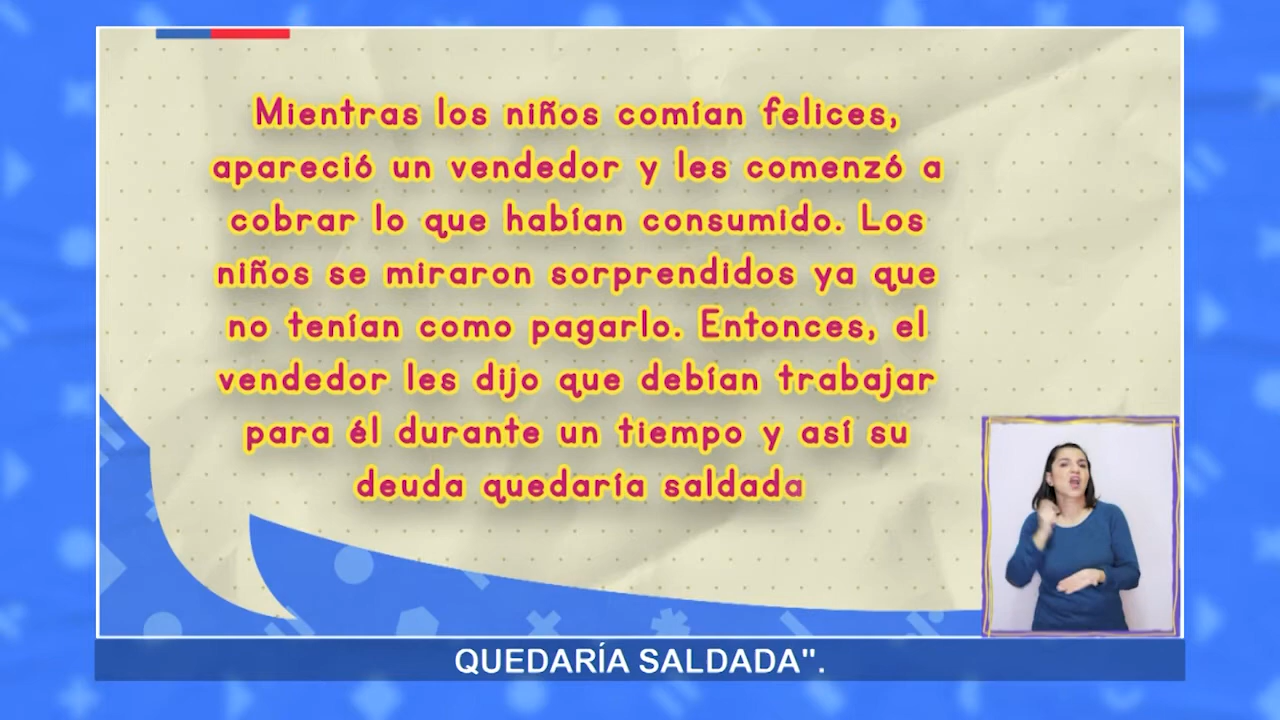 Mientras los niños comían felices,
apareció un vendedor y les comenzó a
cobrar lo que habían consumido. Los
niños se miraron sorprendidos ya que
no tenían como pagarlo. Entonces, el
vendedor les dijo que debían trabajar
para él durante un tiempo y así su
deuda quedaría saldada
QUEDARÍA SALDADA".